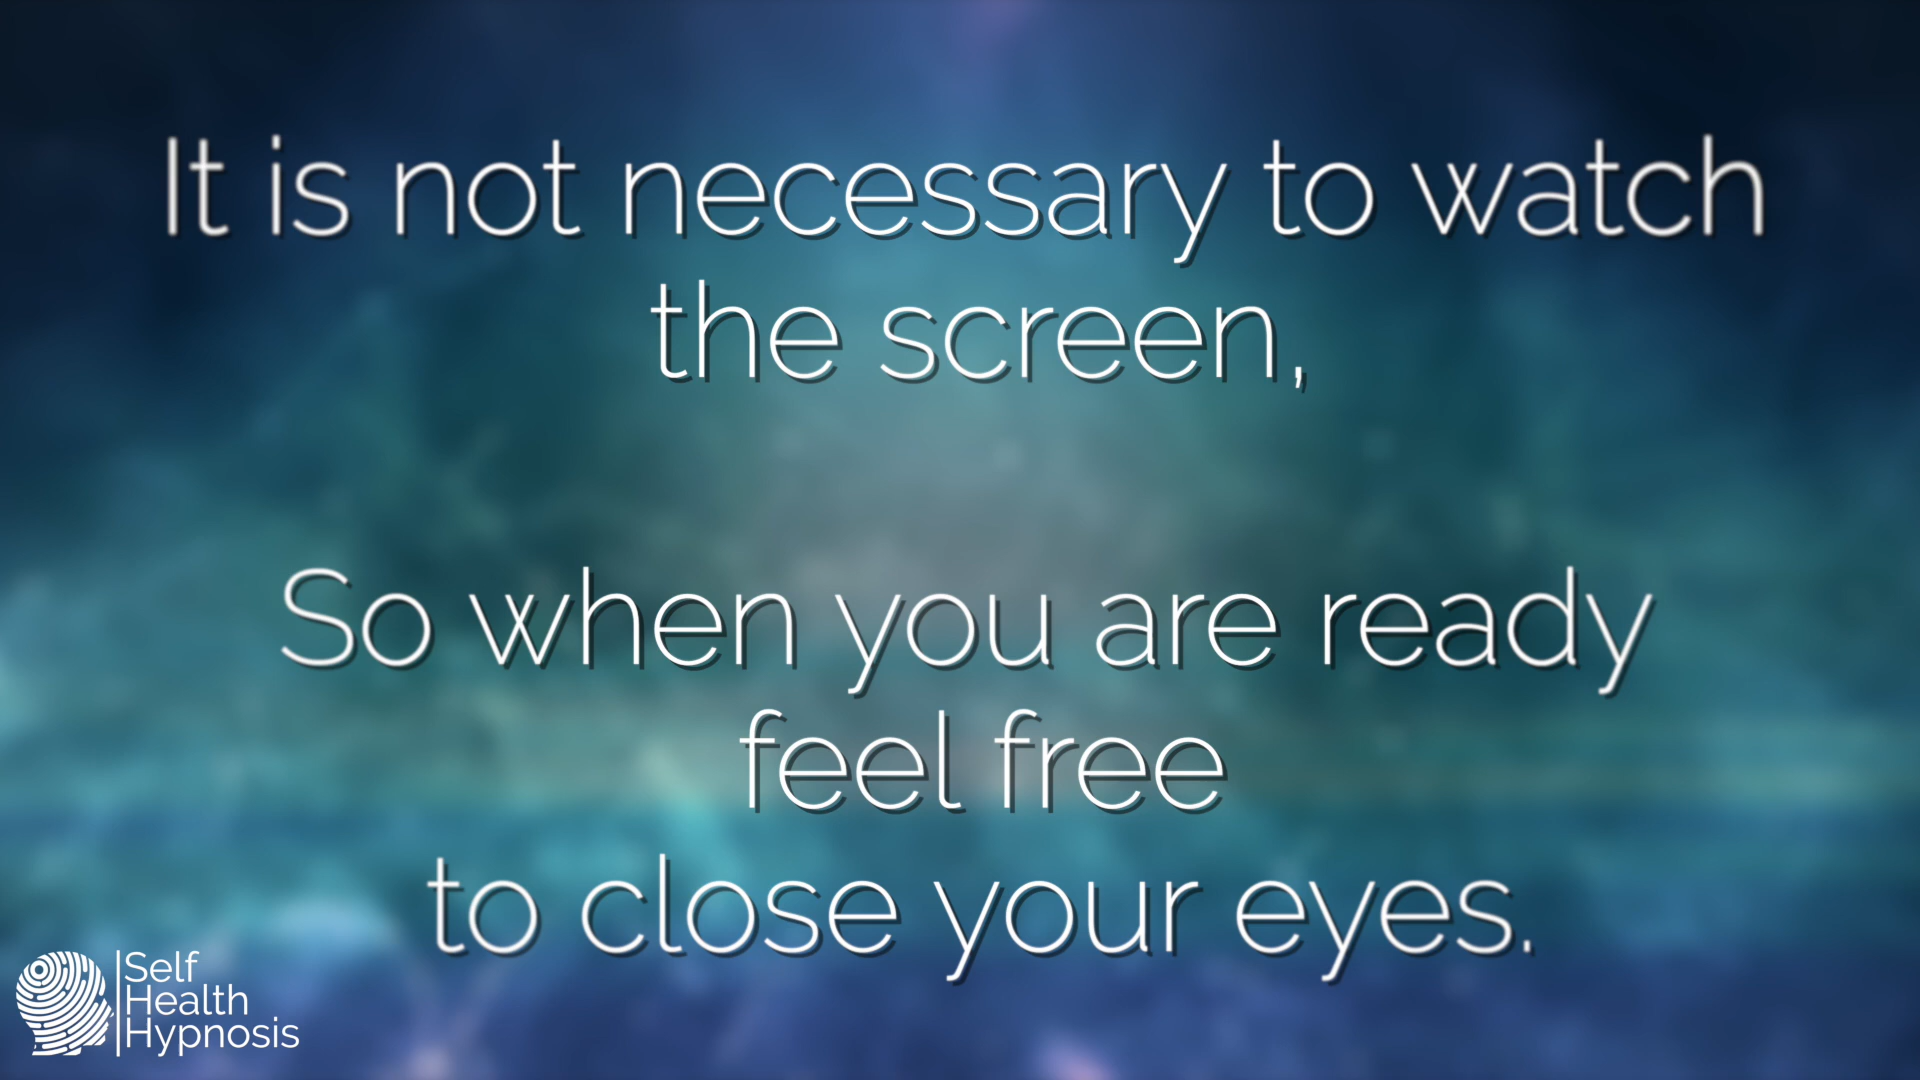 It is not necessary to watch
the screen,
So when you are ready
feel free
to close your eyes.
Self
Health
Hypnosis